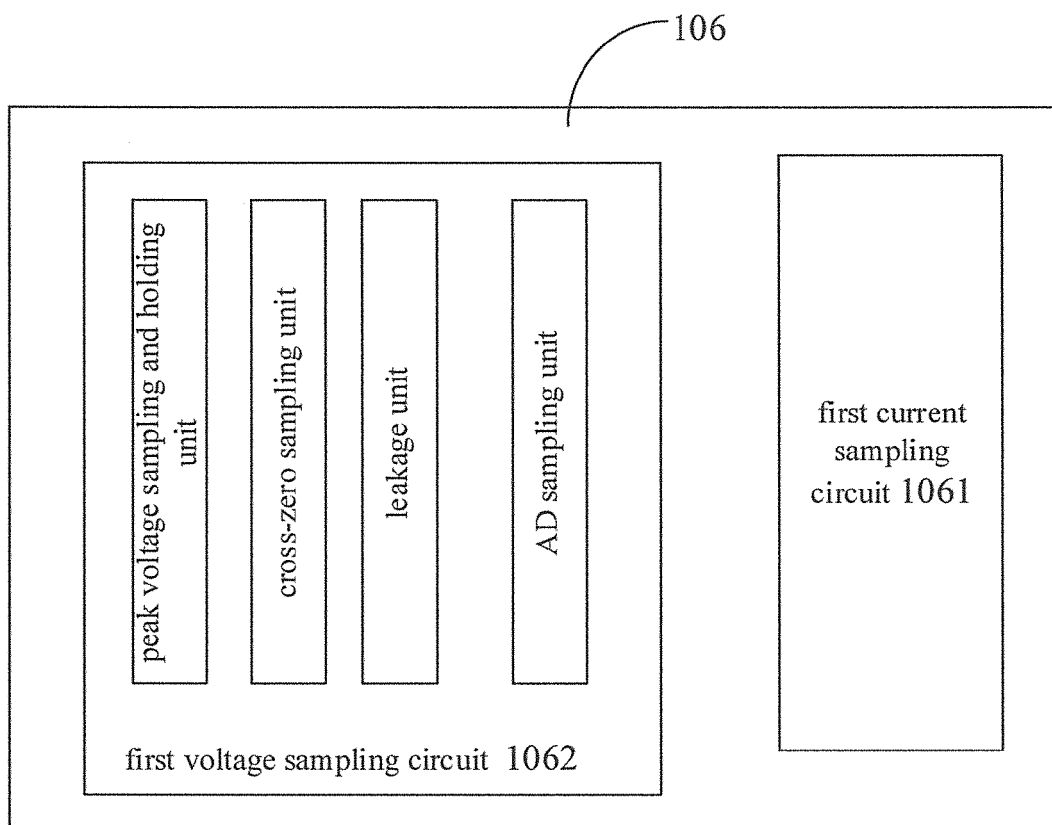 106
peak voltage sampling and holding
unit
cross-zero sampling unit
leakage unit
AD sampling unit
first voltage sampling circuit 1062
first current
sampling
circuit 1061